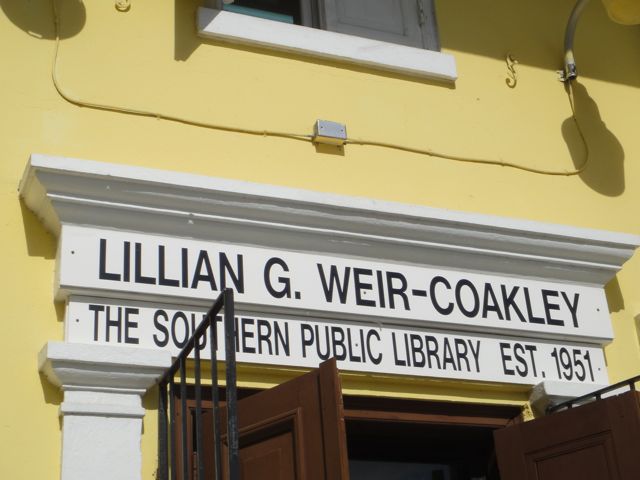 LILLIAN G. WEIR-COAKLEY
THE SOUTHERN PUBLIC LIBRARY EST. 1951